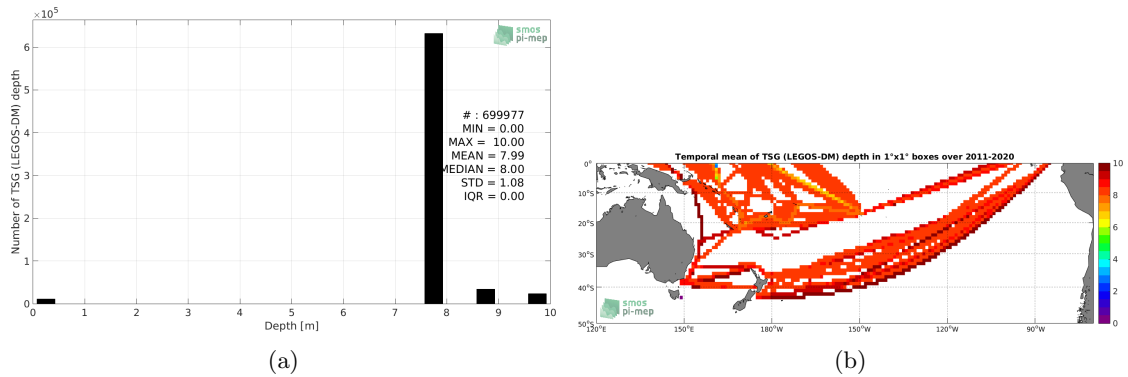 ×10⁵
smos
pi-mep
6
5
4
3
2
1
0
Number of TSG (LEGOS-DM) depth
# : 699977
MIN = 0.00
MAX = 10.00
MEAN = 7.99
MEDIAN = 8.00
STD = 1.08
IQR = 0.00
0 1 2 3 4 5 6 7 8 9 10
Depth [m]
(a)
Temporal mean of TSG (LEGOS-DM) depth in 1°x1° boxes over 2011-2020
0°
10°S
20°S
30°S
40°S
50°S
120°E 150°E 180°W 150°W 120°W 90°W
10
8
6
4
2
0
smos
pi-mep
(b)